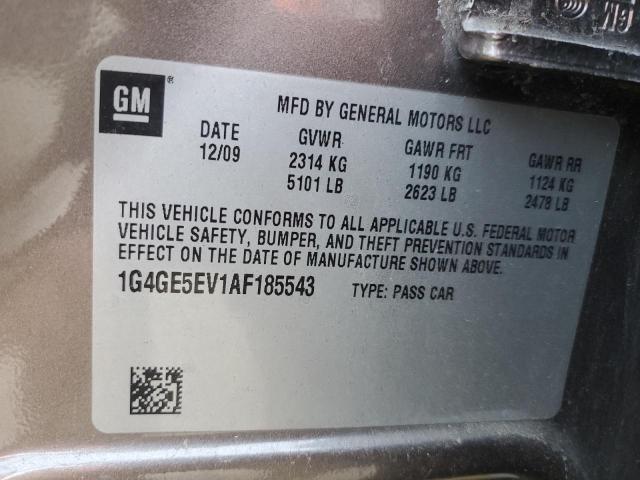 GM
MFD BY GENERAL MOTORS LLC
DATE GVWR GAWR FRT GAWR RR
12/09 2314 KG 1190 KG 1124 KG
5101 LB 2623 LB 2478 LB
THIS VEHICLE CONFORMS TO ALL APPLICABLE U.S. FEDERAL MOTOR
VEHICLE SAFETY, BUMPER, AND THEFT PREVENTION STANDARDS IN
EFFECT ON THE DATE OF MANUFACTURE SHOWN ABOVE.
1G4GE5EV1AF185543 TYPE: PASS CAR